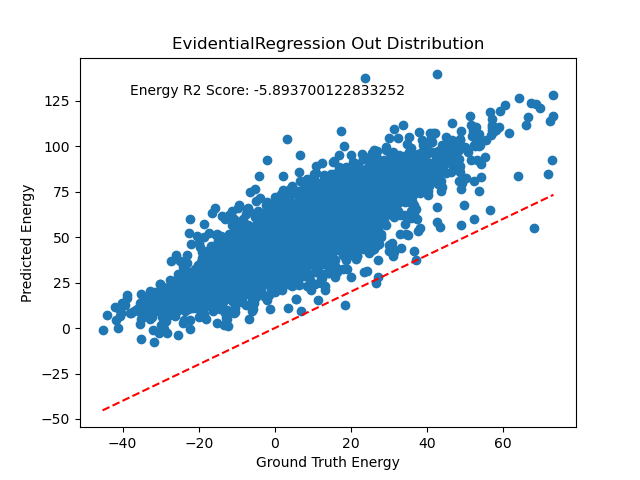 EvidentialRegression Out Distribution
Energy R2 Score: -5.893700122833252
Predicted Energy
125
100
75
50
25
0
−25
−50
−40 −20 0 20 40 60
Ground Truth Energy